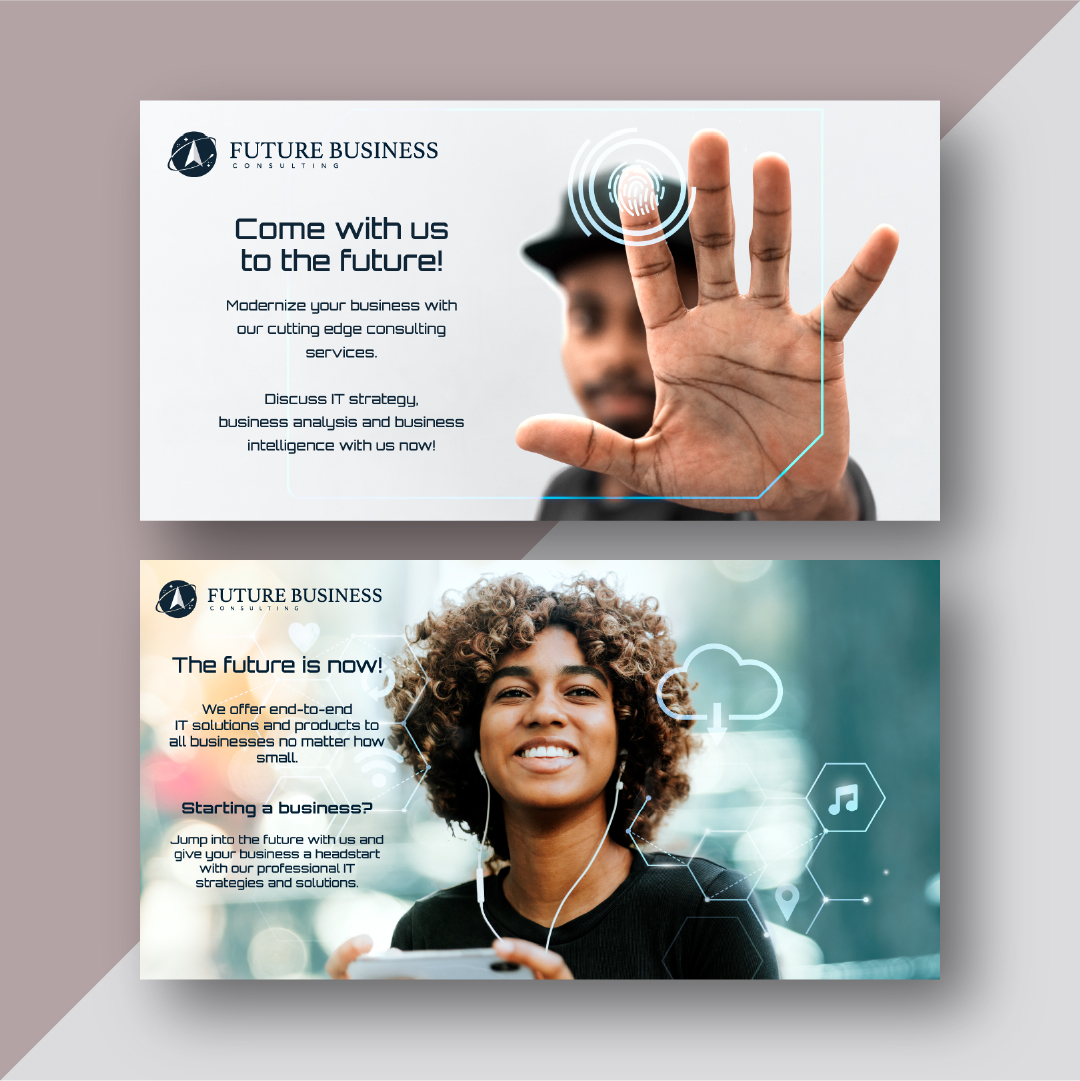 FUTURE BUSINESS
CONSULTING
Come with us
to the future!
Modernize your business with
our cutting edge consulting
services.
Discuss IT strategy,
business analysis and business
intelligence with us now!
FUTURE BUSINESS
CONSULTING
The future is now!
We offer end-to-end
IT solutions and products to
all businesses no matter how
small.
Starting a business?
Jump into the future with us and
give your business a headstart
with our professional IT
strategies and solutions.